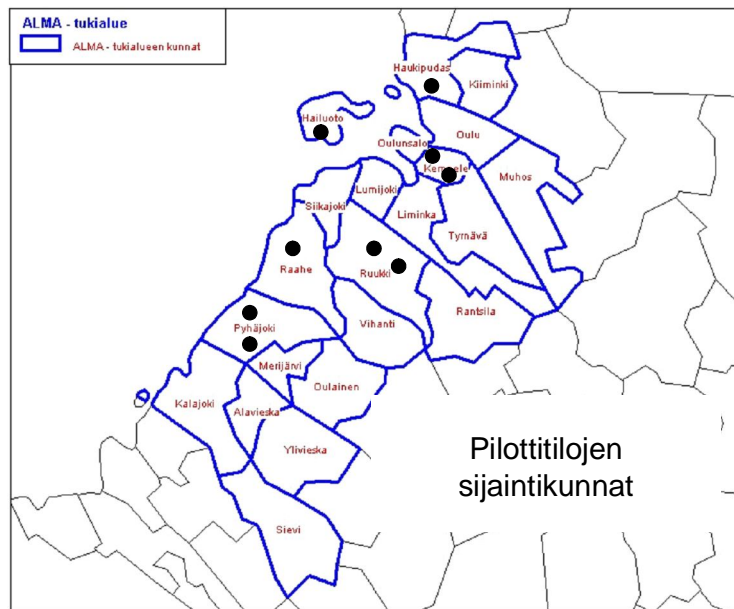 ALMA - tukialue
ALMA - tukialueen kunnat
Haukipudas
Kiiminki
Hailuoto
Oulu
Oulunsalo
Kempele
Muhos
Lumijoki
Siikajoki
Liminka
Tyrnävä
Raahe
Ruukki
Rantsila
Pyhäjoki
Vihanti
Merijärvi
Oulainen
Kalajoki
Alavieska
Ylivieska
Sievi
Pilottitilojen
sijaintikunnat